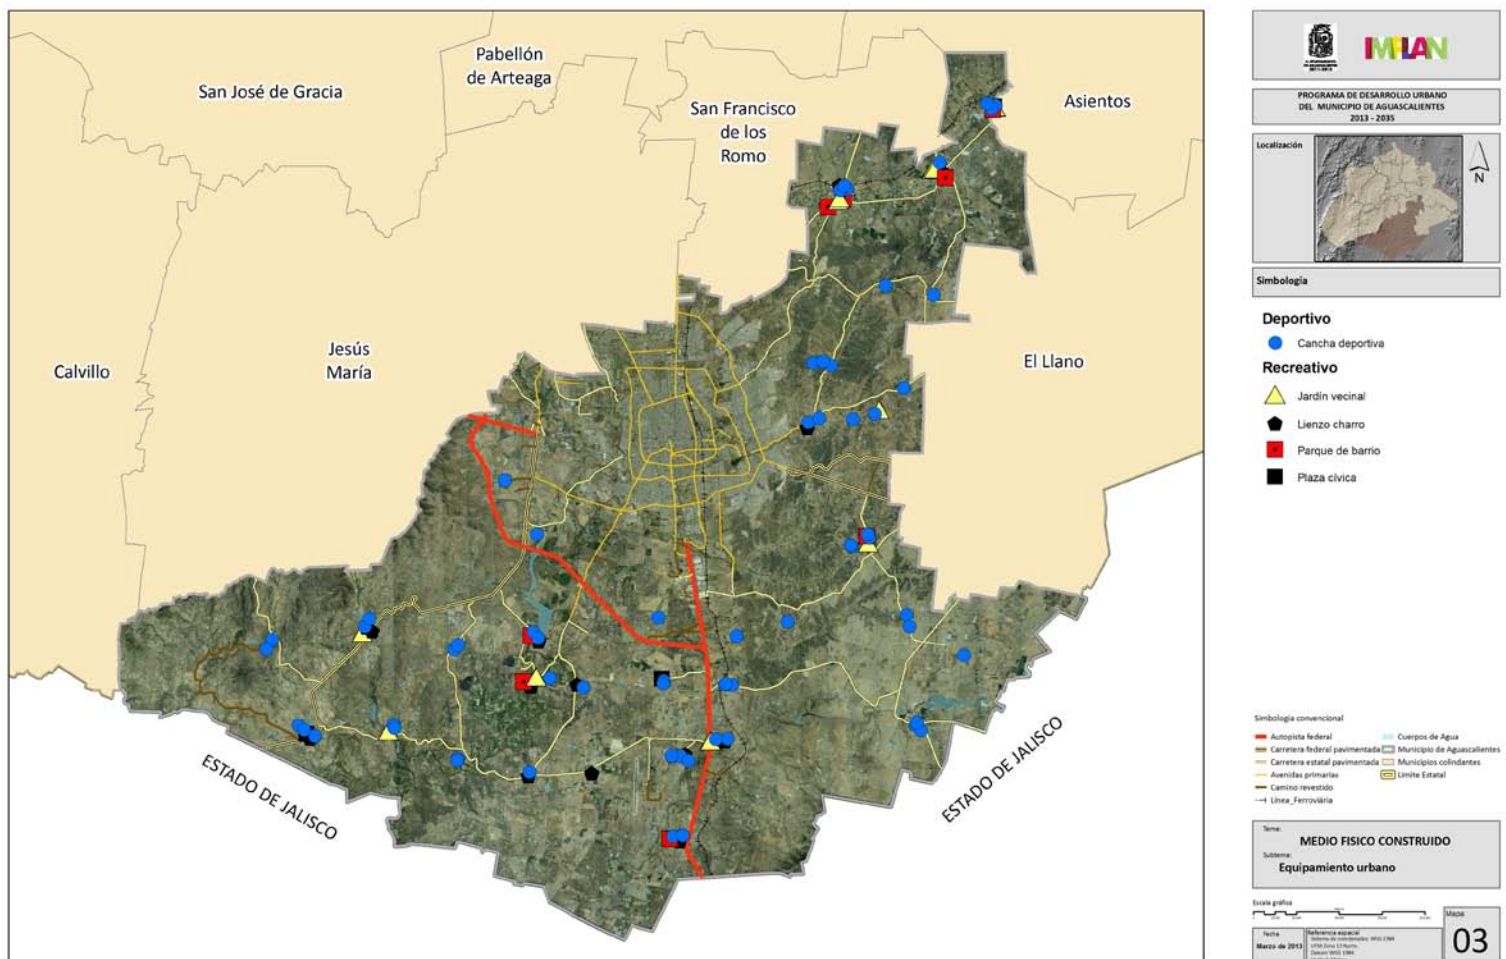 San José de Gracia
Pabellón
de Arteaga
San Francisco
de los
Romo
Asientos
Calvillo
Jesús
María
El Llano
ESTADO DE JALISCO
ESTADO DE JALISCO
IMPLAN
PROGRAMA DE DESARROLLO URBANO
DEL MUNICIPIO DE AGUASCALIENTES
2013 - 2035
Localización
N
Simbología
Deportivo
Cancha deportiva
Recreativo
Jardín vecinal
Lienzo charro
Parque de barrio
Plaza cívica
Simbología convencional
Autopista federal
Carretera federal pavimentada
Carretera estatal pavimentada
Avenidas primarias
Camino revestido
Línea_Ferroviária
Cuerpos de Agua
Municipio de Aguascalientes
Municipios colindantes
Límite Estatal
Tema:
MEDIO FISICO CONSTRUIDO
Subtema:
Equipamiento urbano
Escala gráfica
Fecha
Marzo de 2013
Referencia espacial
Mapa
03